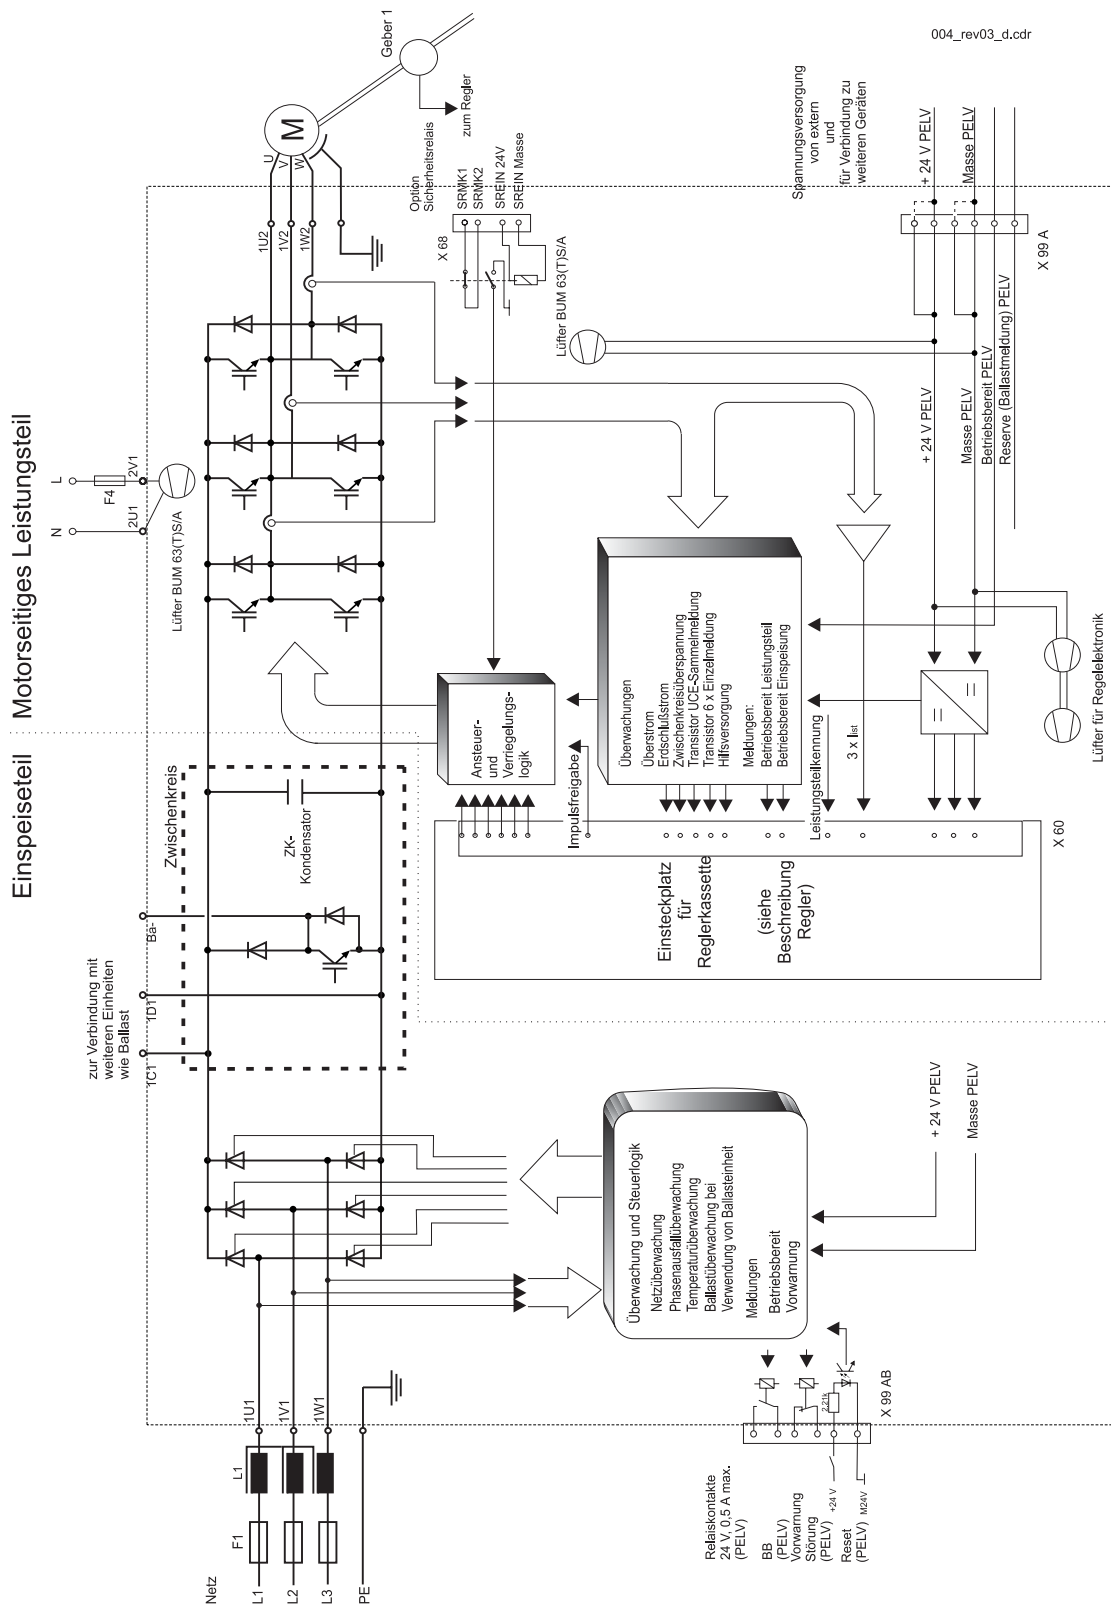 004_rev03_d.cdr
Einspeiseteil
Motorseitiges Leistungsteil
Netz
L1
L2
L3
PE
F1
L1
1U1
1V1
1W1
zur Verbindung mit
weiteren Einheiten
wie Ballast
1C1
1D1
Ba-
Zwischenkreis
ZK-
Kondensator
N
L
F4
2U1
2V1
Lüfter BUM 63(T)S/A
1U2
1V2
1W2
U
V
W
M
Geber 1
zum Regler
Option
Sicherheitsrelais
SRMK1
SRMK2
SREIN 24V
SREIN Masse
X 68
Lüfter BUM 63(T)S/A
Spannungsversorgung
von extern
und
für Verbindung zu
weiteren Geräten
+ 24 V PELV
Masse PELV
X 99 A
+ 24 V PELV
Masse PELV
Betriebsbereit PELV
Reserve (Ballastmeldung) PELV
Ansteuer-
und
Verriegelungs-
logik
Impulsfreigabe
Überwachungen
Überstrom
Erdschlußstrom
Zwischenkreisüberspannung
Transistor UCE-Sammelmeldung
Transistor 6 x Einzelmeldung
Hilfsversorgung
Meldungen:
Betriebsbereit Leistungsteil
Betriebsbereit Einspeisung
Leistungsteilkennung
3 x Iist
Lüfter für Regelelektronik
Einsteckplatz
für
Reglerkassette
(siehe
Beschreibung
Regler)
X 60
Überwachung und Steuerlogik
Netzüberwachung
Phasenausfallüberwachung
Temperaturüberwachung
Ballastüberwachung bei
Verwendung von Ballasteinheit
Meldungen
Betriebsbereit
Vorwarnung
+ 24 V PELV
Masse PELV
X 99 AB
2,21k
Relaiskontakte
24 V, 0,5 A max.
(PELV)
BB
(PELV)
Vorwarnung
Störung
(PELV)
+24 V
Reset
(PELV)
M24V